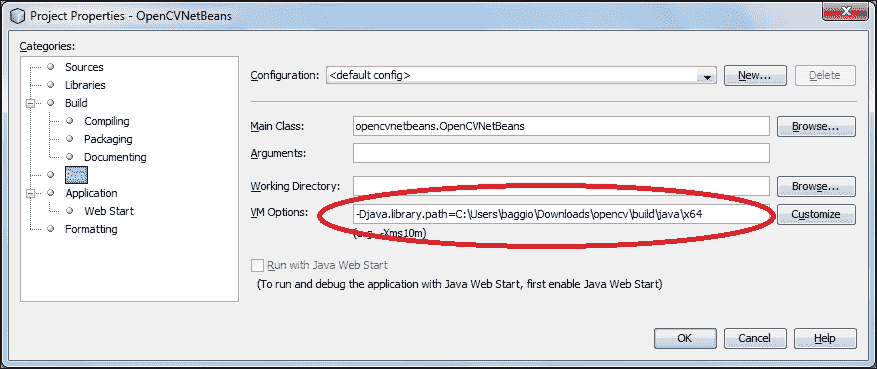 Project Properties - OpenCVNetBeans
Categories:
Sources
Libraries
Build
Compiling
Packaging
Documenting
Application
Web Start
Formatting
Configuration: <default config> New... Delete
Main Class: opencvnetbeans.OpenCVNetBeans Browse...
Arguments:
Working Directory: Browse...
VM Options: -Djava.library.path=C:\Users\baggio\Downloads\opencv\build\java\x64 Customize
(e.g. -Xms10m)
Run with Java Web Start
(To run and debug the application with Java Web Start, first enable Java Web Start)
OK Cancel Help